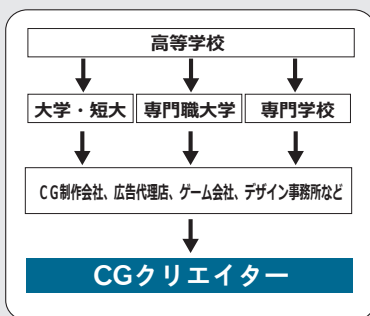 高等学校
大学・短大
専門職大学
専門学校
CG制作会社、広告代理店、ゲーム会社、デザイン事務所など
CGクリエイター